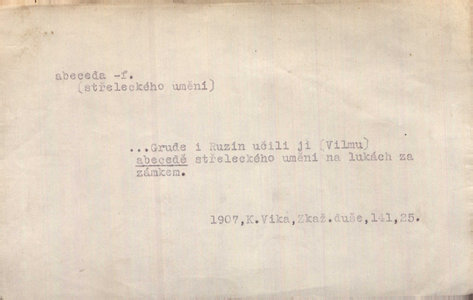 abeceda -f.
(střeleckého umění)
...Gruđe i Ruzín učili ji (Vilmu)
abecedě střeleckého umění na lukách za
zámkem.
1907,K.Vika,Zkaž.duše,141,25.